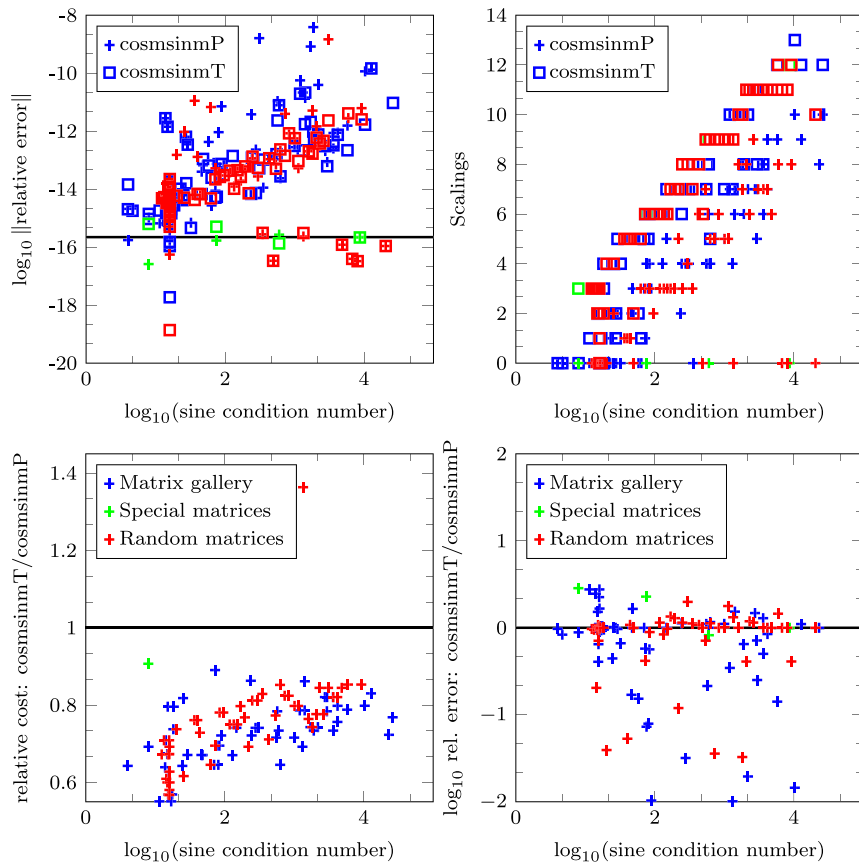 -8
-10
-12
-14
-16
-18
-20
0
2
4
log10 ||relative error||
log10(sine condition number)
cosmsinmP
cosmsinmT
14
12
10
8
6
4
2
0
0
2
4
Scalings
log10(sine condition number)
cosmsinmP
cosmsinmT
1.4
1.2
1
0.8
0.6
0
2
4
relative cost: cosmsinmT/cosmsinmP
log10(sine condition number)
Matrix gallery
Special matrices
Random matrices
2
1
0
−1
−2
0
2
4
log10 rel. error: cosmsinmT/cosmsinmP
log10(sine condition number)
Matrix gallery
Special matrices
Random matrices